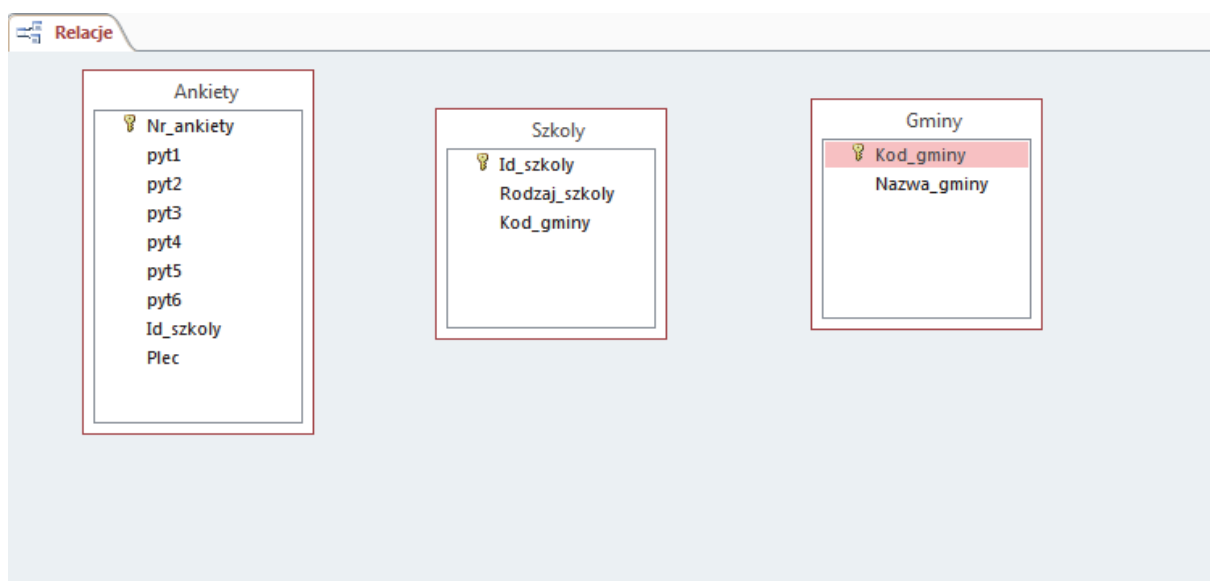 Relacje
Ankiety
Nr_ankiety
pyt1
pyt2
pyt3
pyt4
pyt5
pyt6
Id_szkoly
Plec
Szkoly
Id_szkoly
Rodzaj_szkoly
Kod_gminy
Gminy
Kod_gminy
Nazwa_gminy